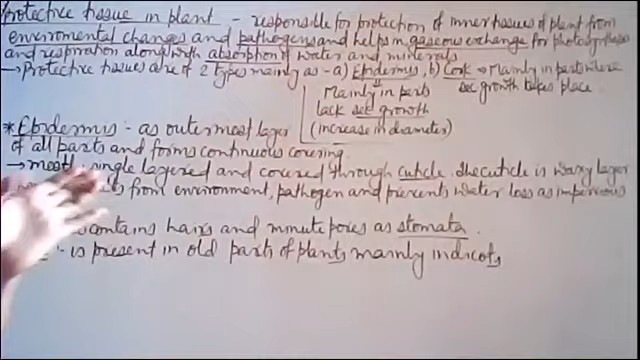 Protective tissue in plant - responsible for protection of inner tissues of plant from
enviromental changes and pathogens and helps in gaseous exchange for photosynthesis
and respiration along with absorption of water and minerals
→ Protective tissues are of 2 types mainly as - a) Epidermis, b) Cork → Mainly in parts where
sec growth takes place.
Mainly in parts
lack sec growth
(increase in diameter)
* Epidermis :- as outermost layer
of all parts and forms continuous covering
→ mostly single layered and covered through cuticle. The cuticle is waxy layer
from environment, pathogen and prevents water loss as impervious
contains hairs and minute pores as stomata.
:- is present in old parts of plants mainly in dicots